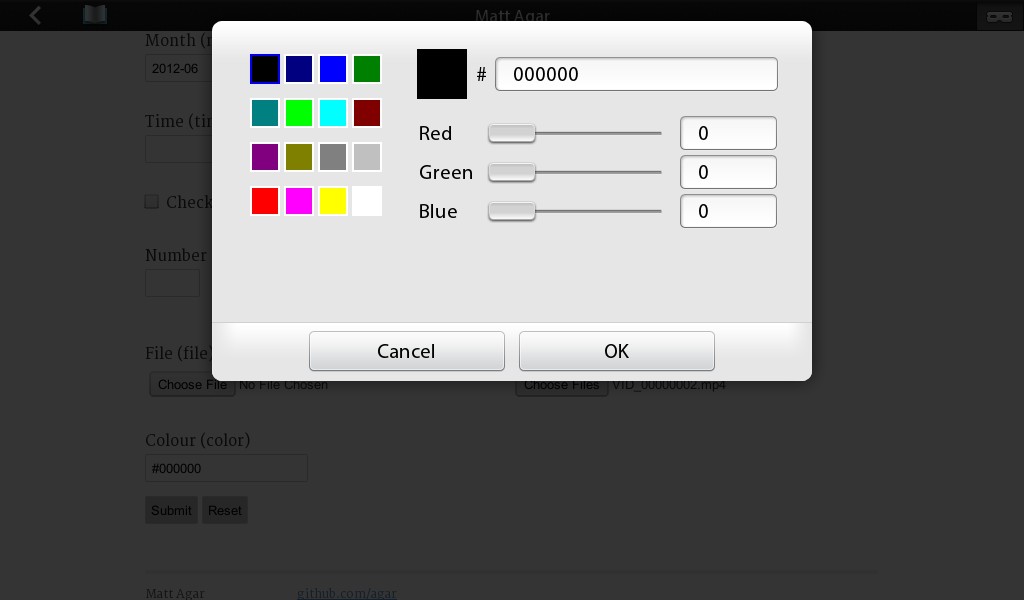 Matt Agar
Month (
2012-06
Time (
Check
Number
File (file)
Choose File No File Chosen
Choose Files VID_00000002.mp4
Colour (color)
#000000
Submit Reset
Matt Agar github.com/agar
# 000000
Red 0
Green 0
Blue 0
Cancel OK